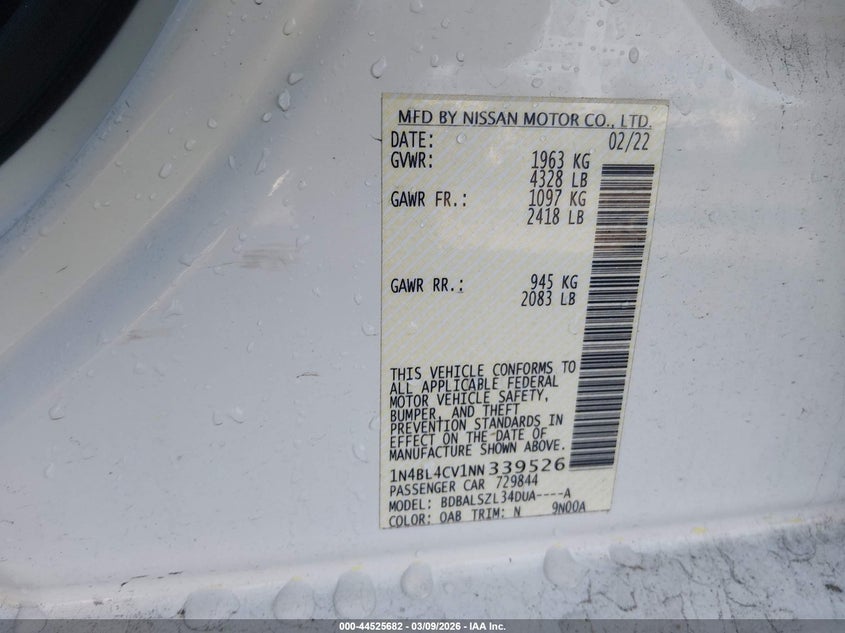 MFD BY NISSAN MOTOR CO., LTD.
DATE: 02/22
GVWR: 1963 KG
4328 LB
GAWR FR.: 1097 KG
2418 LB
GAWR RR.: 945 KG
2083 LB
THIS VEHICLE CONFORMS TO
ALL APPLICABLE FEDERAL
MOTOR VEHICLE SAFETY,
BUMPER, AND THEFT
PREVENTION STANDARDS IN
EFFECT ON THE DATE OF
MANUFACTURE SHOWN ABOVE.
1N4BL4CV1NN339526
PASSENGER CAR 729844
MODEL: BDBALSZL34DUA----A
COLOR: QAB TRIM: N 9N00A
000-44525682 - 03/09/2026 - IAA Inc.